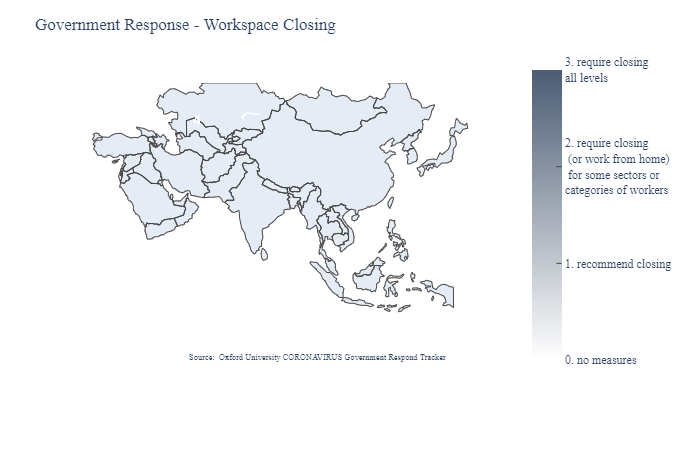 Government Response - Workspace Closing
3. require closing
all levels
2. require closing
(or work from home)
for some sectors or
categories of workers
1. recommend closing
0. no measures
Source: Oxford University CORONAVIRUS Government Respond Tracker